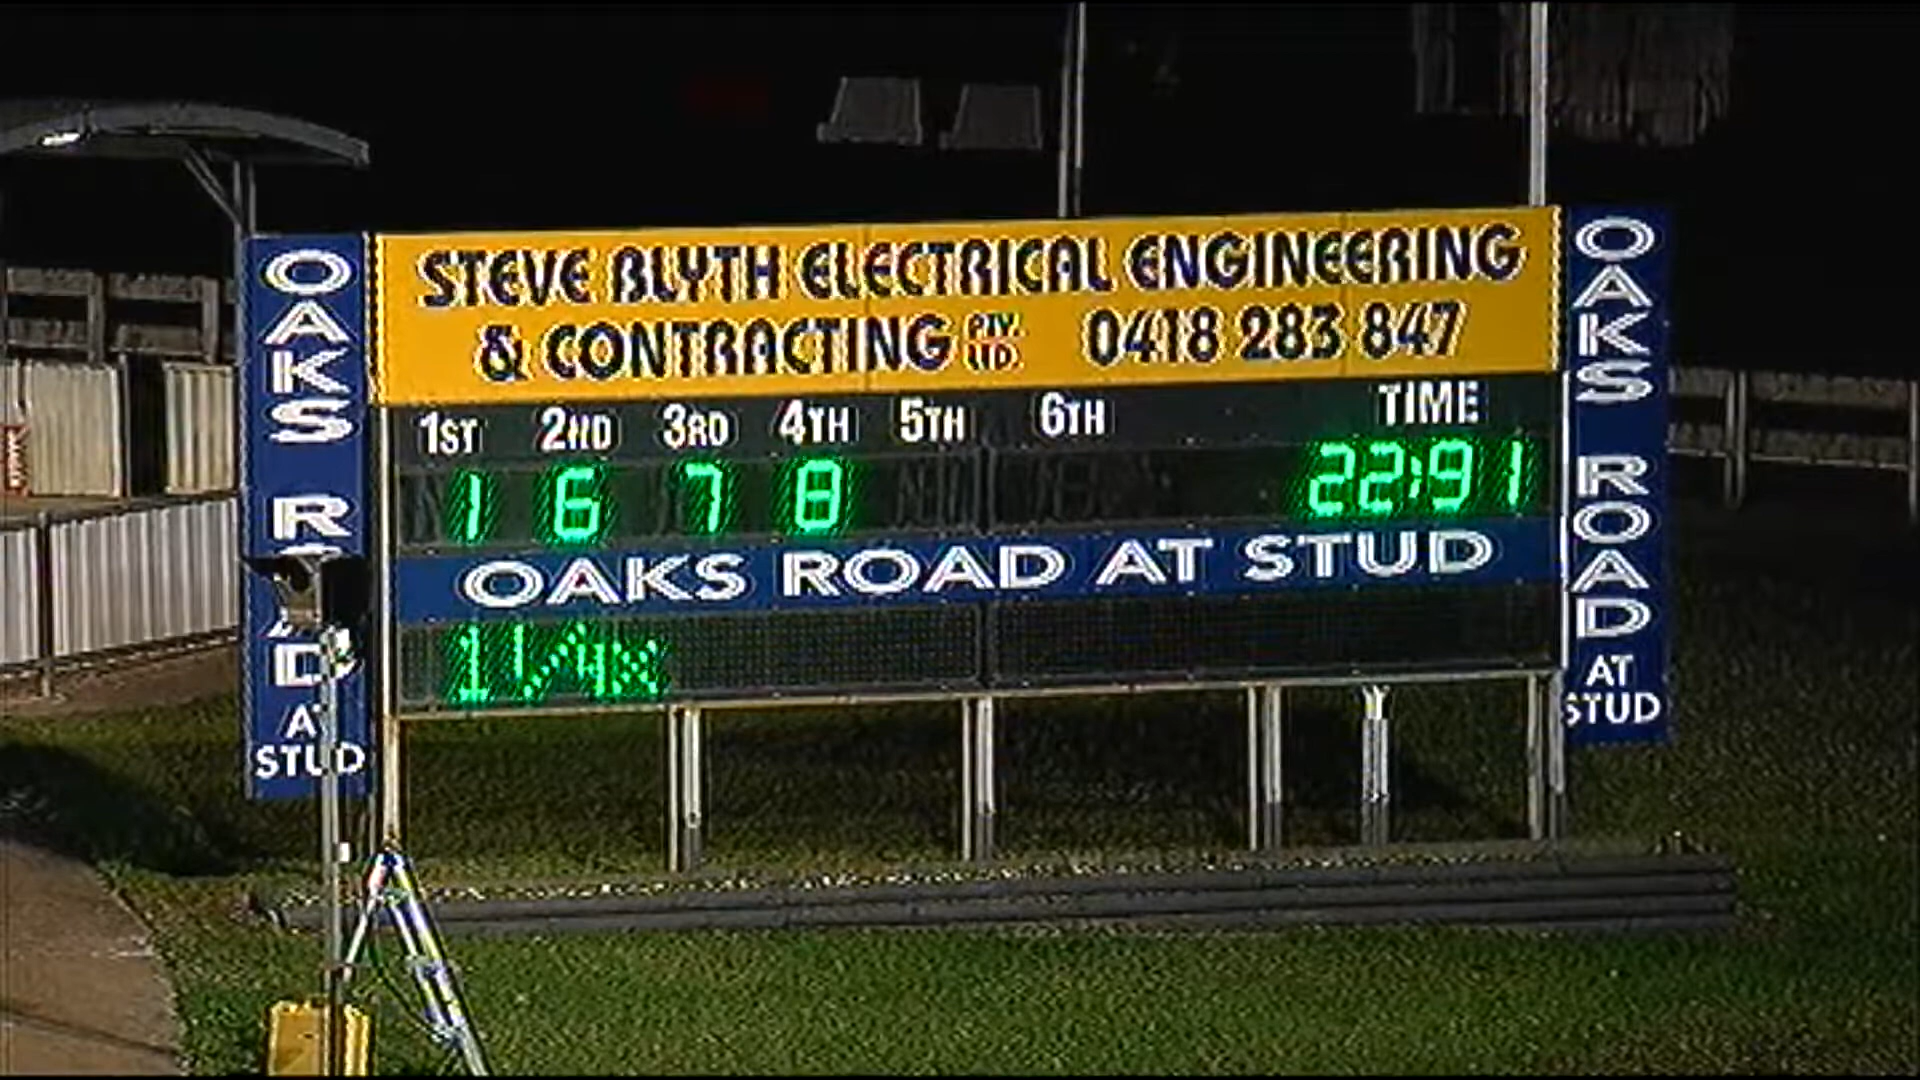 STEVE BLYTH ELECTRICAL ENGINEERING
& CONTRACTING PTY. LTD. 0418 283 847
1ST 2ND 3RD 4TH 5TH 6TH TIME
1 6 7 8 22:91
OAKS ROAD AT STUD
1 1/4
OAKS ROAD AT STUD
OAKS ROAD AT STUD